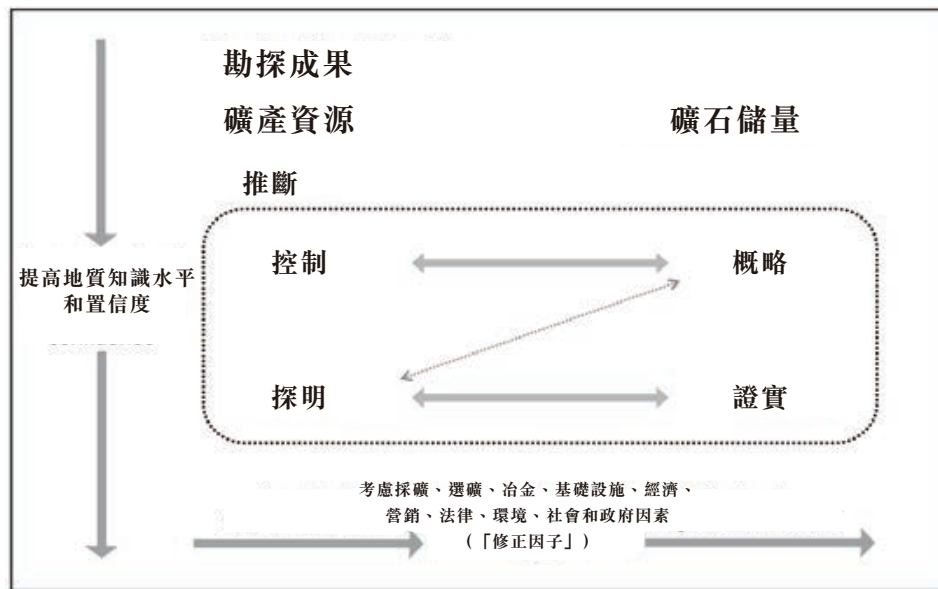 勘探成果
礦產資源
礦石儲量
推斷
提高地質知識水平
和置信度
控制
概略
探明
證實
考慮採礦、選礦、冶金、基礎設施、經濟、
營銷、法律、環境、社會和政府因素
(「修正因子」)